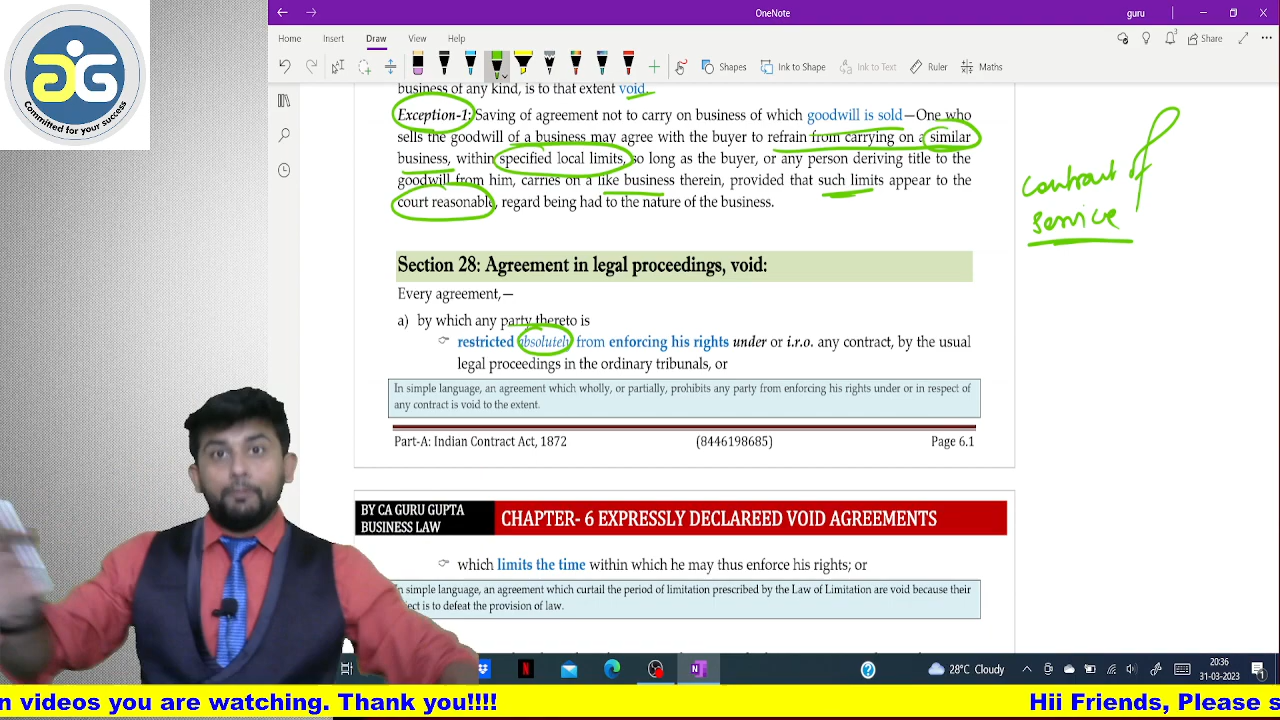 OneNote
guru
Home Insert Draw View Help
Share
Shapes Ink to Shape Ink to Text Ruler Maths
business of any kind, is to that extent void.
Exception-1: Saving of agreement not to carry on business of which goodwill is sold—One who
sells the goodwill of a business may agree with the buyer to refrain from carrying on a similar
business, within specified local limits, so long as the buyer, or any person deriving title to the
goodwill from him, carries on a like business therein, provided that such limits appear to the
court reasonable, regard being had to the nature of the business.
contract of
service
Section 28: Agreement in legal proceedings, void:
Every agreement,—
a) by which any party thereto is
restricted absolutely from enforcing his rights under or i.r.o. any contract, by the usual
legal proceedings in the ordinary tribunals, or
In simple language, an agreement which wholly, or partially, prohibits any party from enforcing his rights under or in respect of
any contract is void to the extent.
Part-A: Indian Contract Act, 1872 (8446198685) Page 6.1
BY CA GURU GUPTA
BUSINESS LAW
CHAPTER- 6 EXPRESSLY DECLAREED VOID AGREEMENTS
which limits the time within which he may thus enforce his rights; or
n simple language, an agreement which curtail the period of limitation prescribed by the Law of Limitation are void because their
ject is to defeat the provision of law.
28°C Cloudy
20:36
31-03-2023
n videos you are watching. Thank you!!!! Hii Friends, Please s
Committed for your success